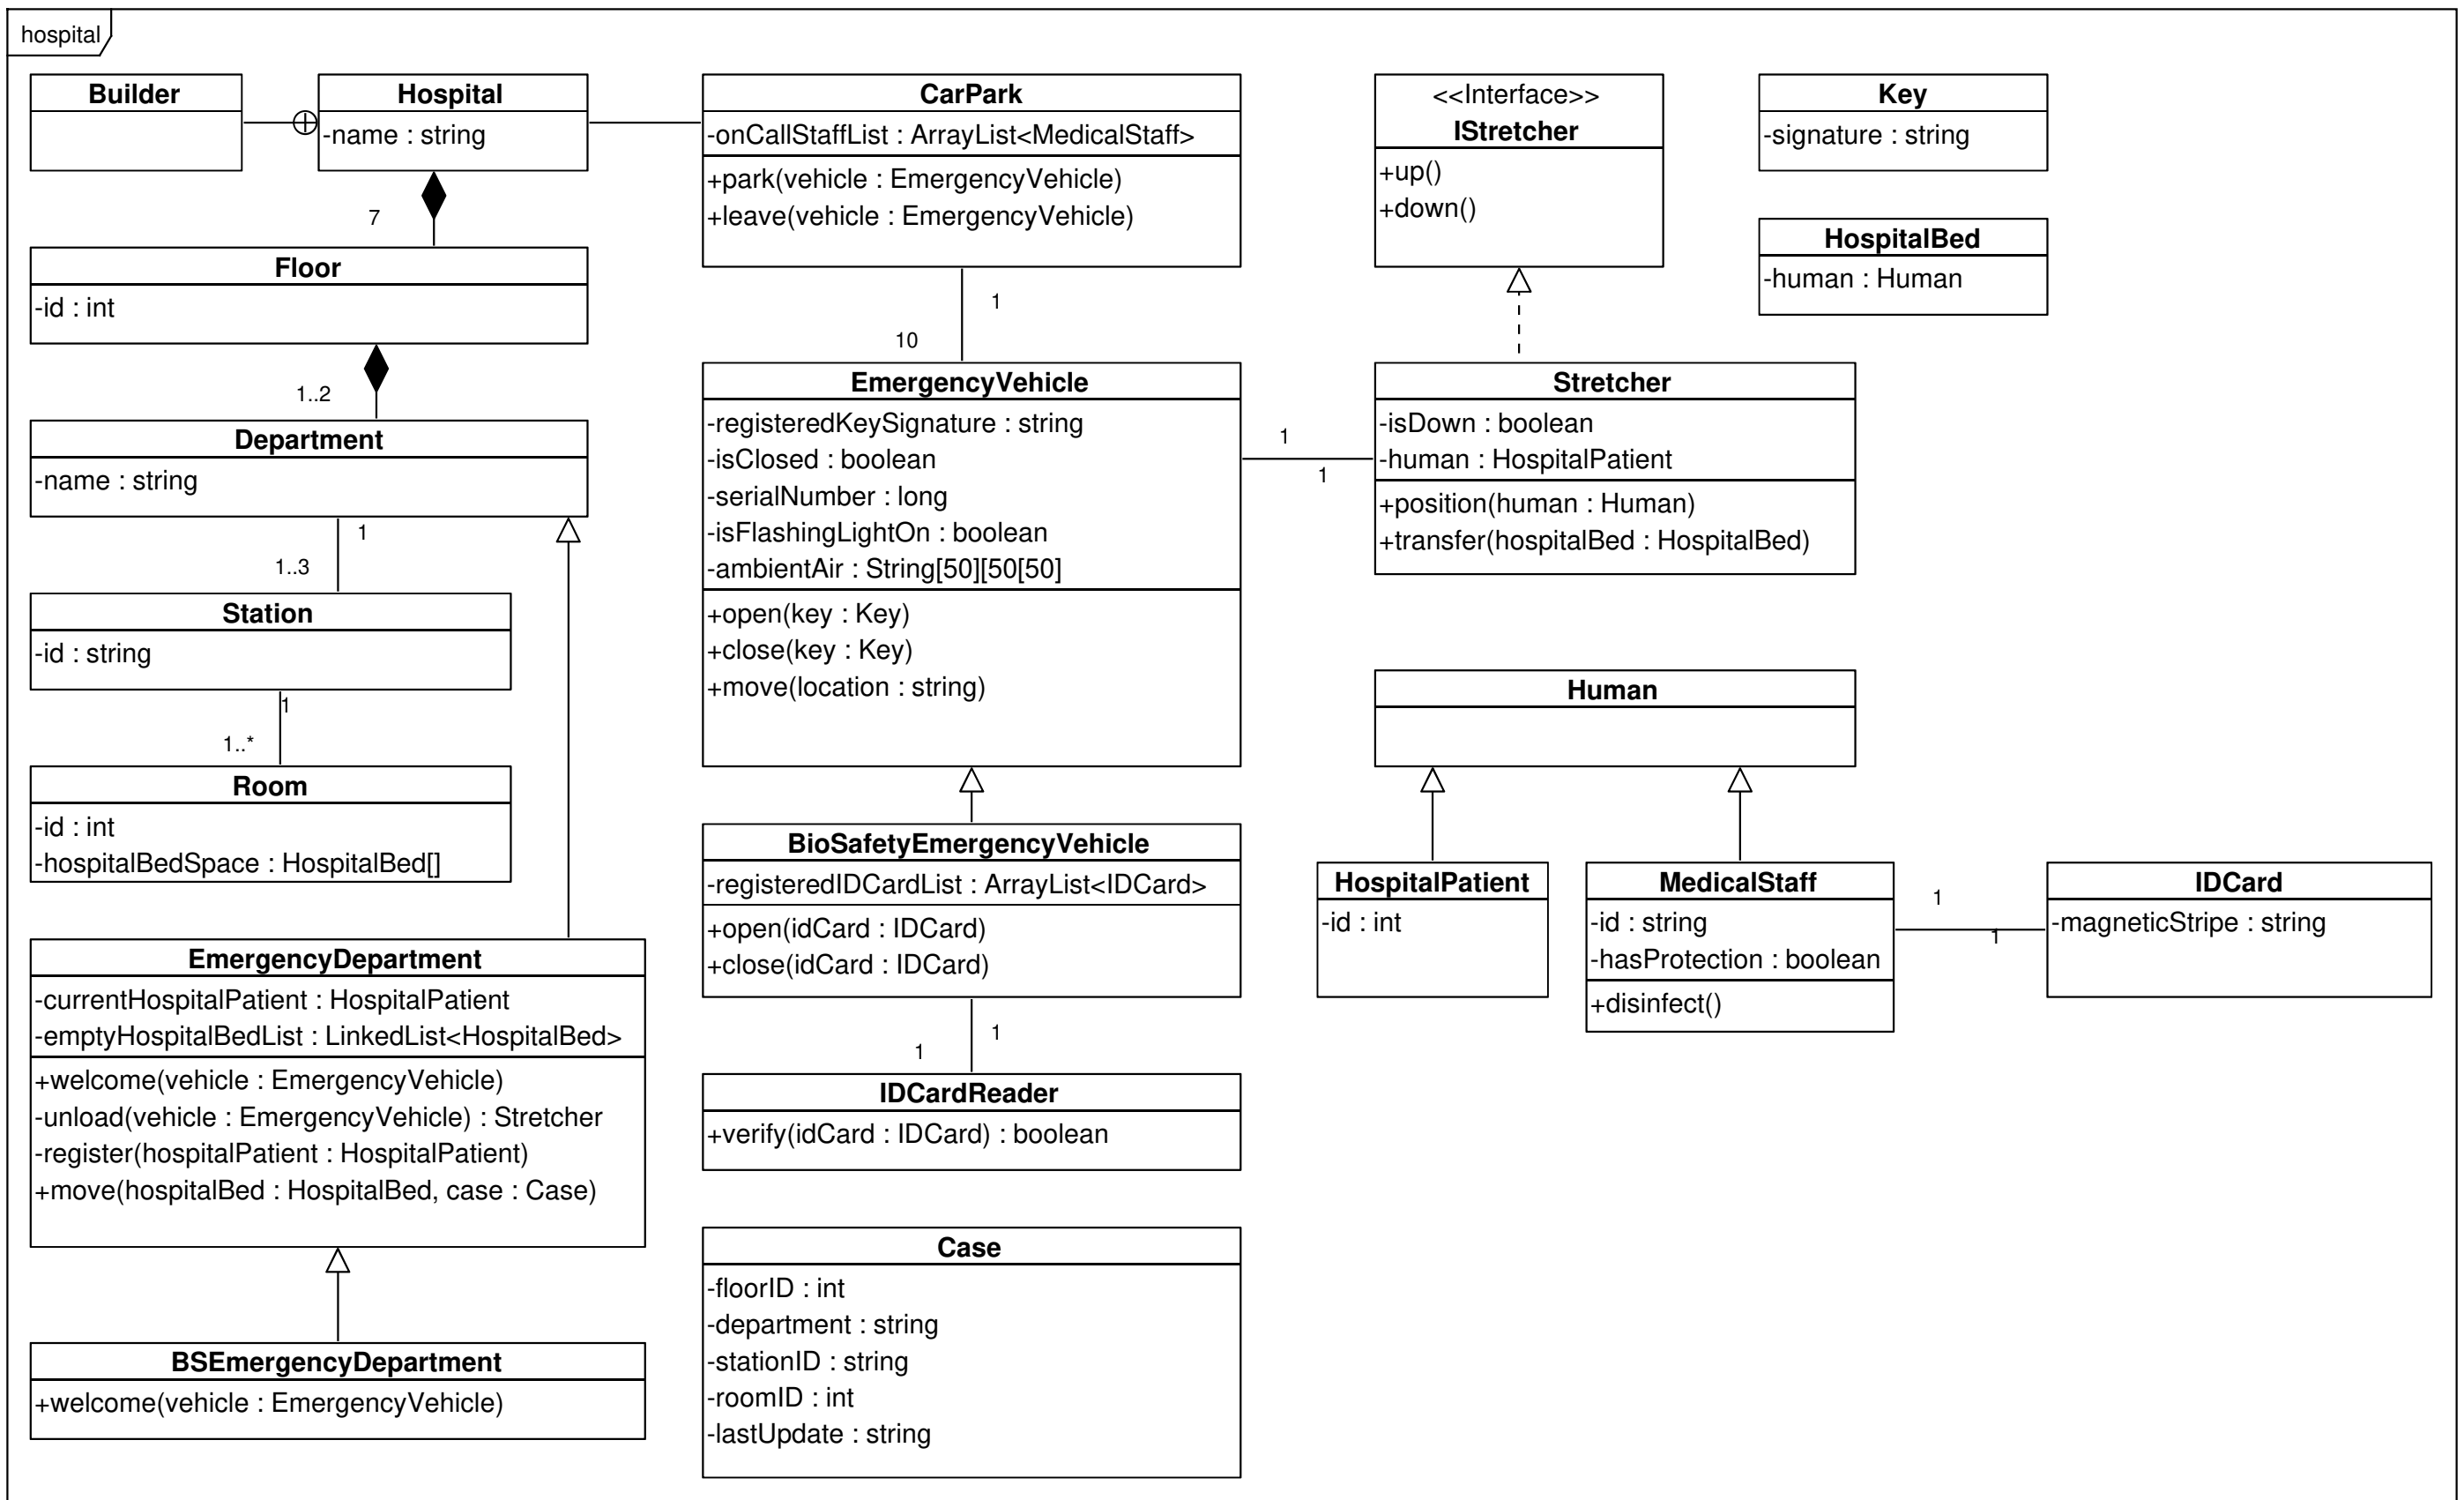 hospital
Builder
Hospital
-name : string
7
Floor
-id : int
1..2
Department
-name : string
1
1..3
Station
-id : string
1
1..*
Room
-id : int
-hospitalBedSpace : HospitalBed[]
EmergencyDepartment
-currentHospitalPatient : HospitalPatient
-emptyHospitalBedList : LinkedList<HospitalBed>
+welcome(vehicle : EmergencyVehicle)
-unload(vehicle : EmergencyVehicle) : Stretcher
-register(hospitalPatient : HospitalPatient)
+move(hospitalBed : HospitalBed, case : Case)
BSEmergencyDepartment
+welcome(vehicle : EmergencyVehicle)
CarPark
-onCallStaffList : ArrayList<MedicalStaff>
+park(vehicle : EmergencyVehicle)
+leave(vehicle : EmergencyVehicle)
1
10
EmergencyVehicle
-registeredKeySignature : string
-isClosed : boolean
-serialNumber : long
-isFlashingLightOn : boolean
-ambientAir : String[50][50[50]
+open(key : Key)
+close(key : Key)
+move(location : string)
BioSafetyEmergencyVehicle
-registeredIDCardList : ArrayList<IDCard>
+open(idCard : IDCard)
+close(idCard : IDCard)
1
1
IDCardReader
+verify(idCard : IDCard) : boolean
Case
-floorID : int
-department : string
-stationID : string
-roomID : int
-lastUpdate : string
<<Interface>>
IStretcher
+up()
+down()
1
1
Stretcher
-isDown : boolean
-human : HospitalPatient
+position(human : Human)
+transfer(hospitalBed : HospitalBed)
Human
HospitalPatient
-id : int
MedicalStaff
-id : string
-hasProtection : boolean
+disinfect()
1
1
IDCard
-magneticStripe : string
Key
-signature : string
HospitalBed
-human : Human